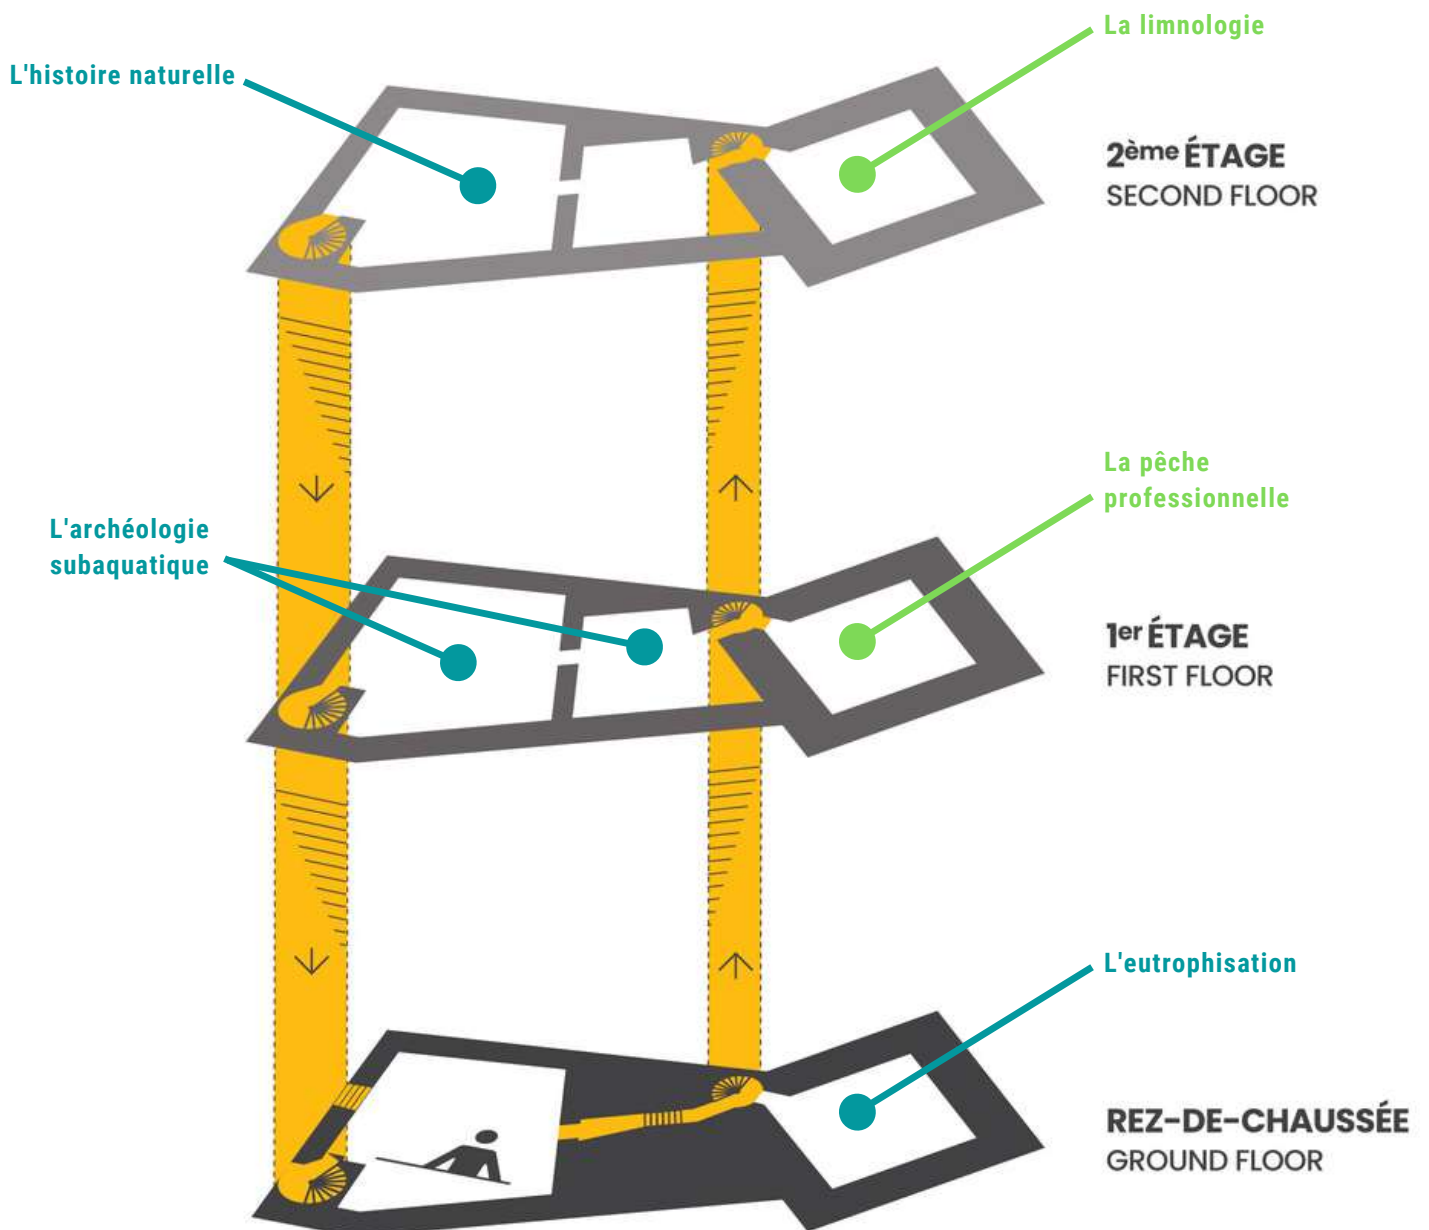 La limnologie
L'histoire naturelle
2ème ÉTAGE
SECOND FLOOR
La pêche
professionnelle
L'archéologie
subaquatique
1er ÉTAGE
FIRST FLOOR
L'eutrophisation
REZ-DE-CHAUSSÉE
GROUND FLOOR